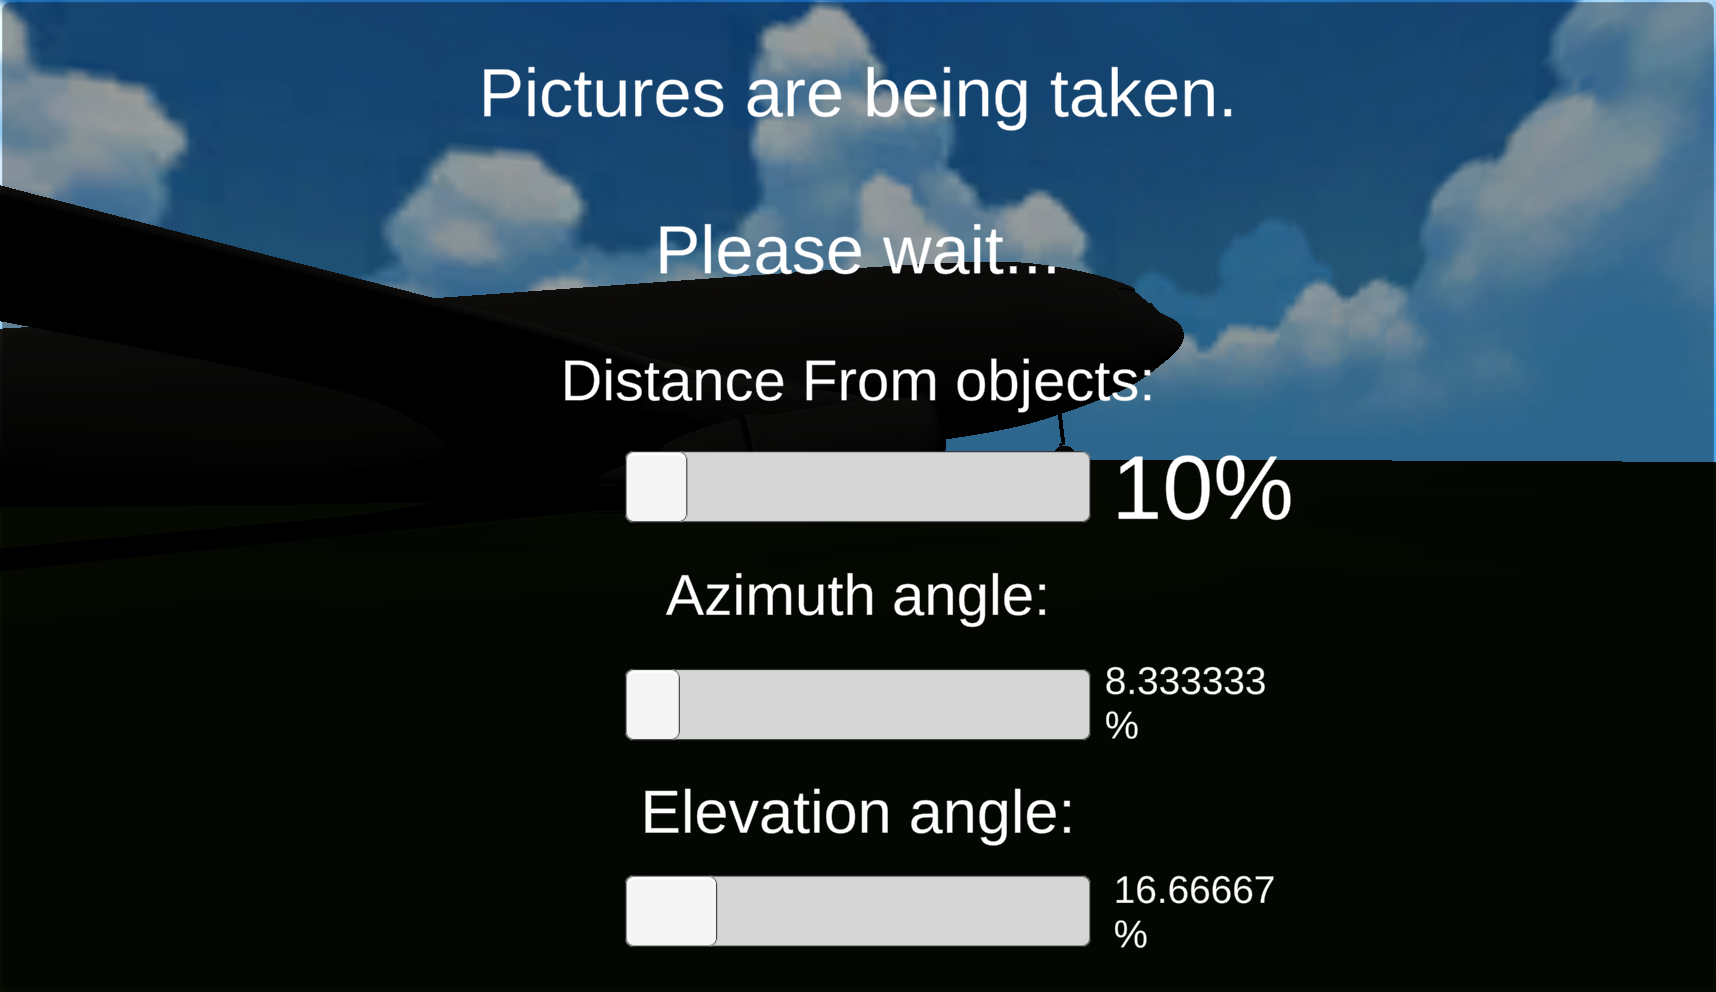 Pictures are being taken.
Please wait...
Distance From objects:
10%
Azimuth angle:
8.333333
%
Elevation angle:
16.66667
%